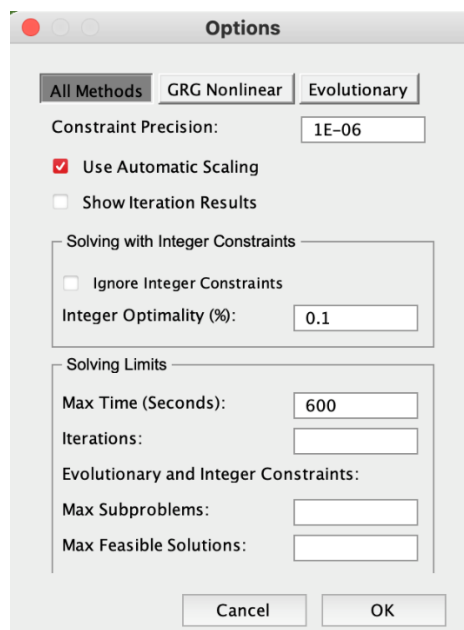 Options
All Methods GRG Nonlinear Evolutionary
Constraint Precision: 1E-06
Use Automatic Scaling
Show Iteration Results
Solving with Integer Constraints
Ignore Integer Constraints
Integer Optimality (%): 0.1
Solving Limits
Max Time (Seconds): 600
Iterations:
Evolutionary and Integer Constraints:
Max Subproblems:
Max Feasible Solutions:
Cancel OK